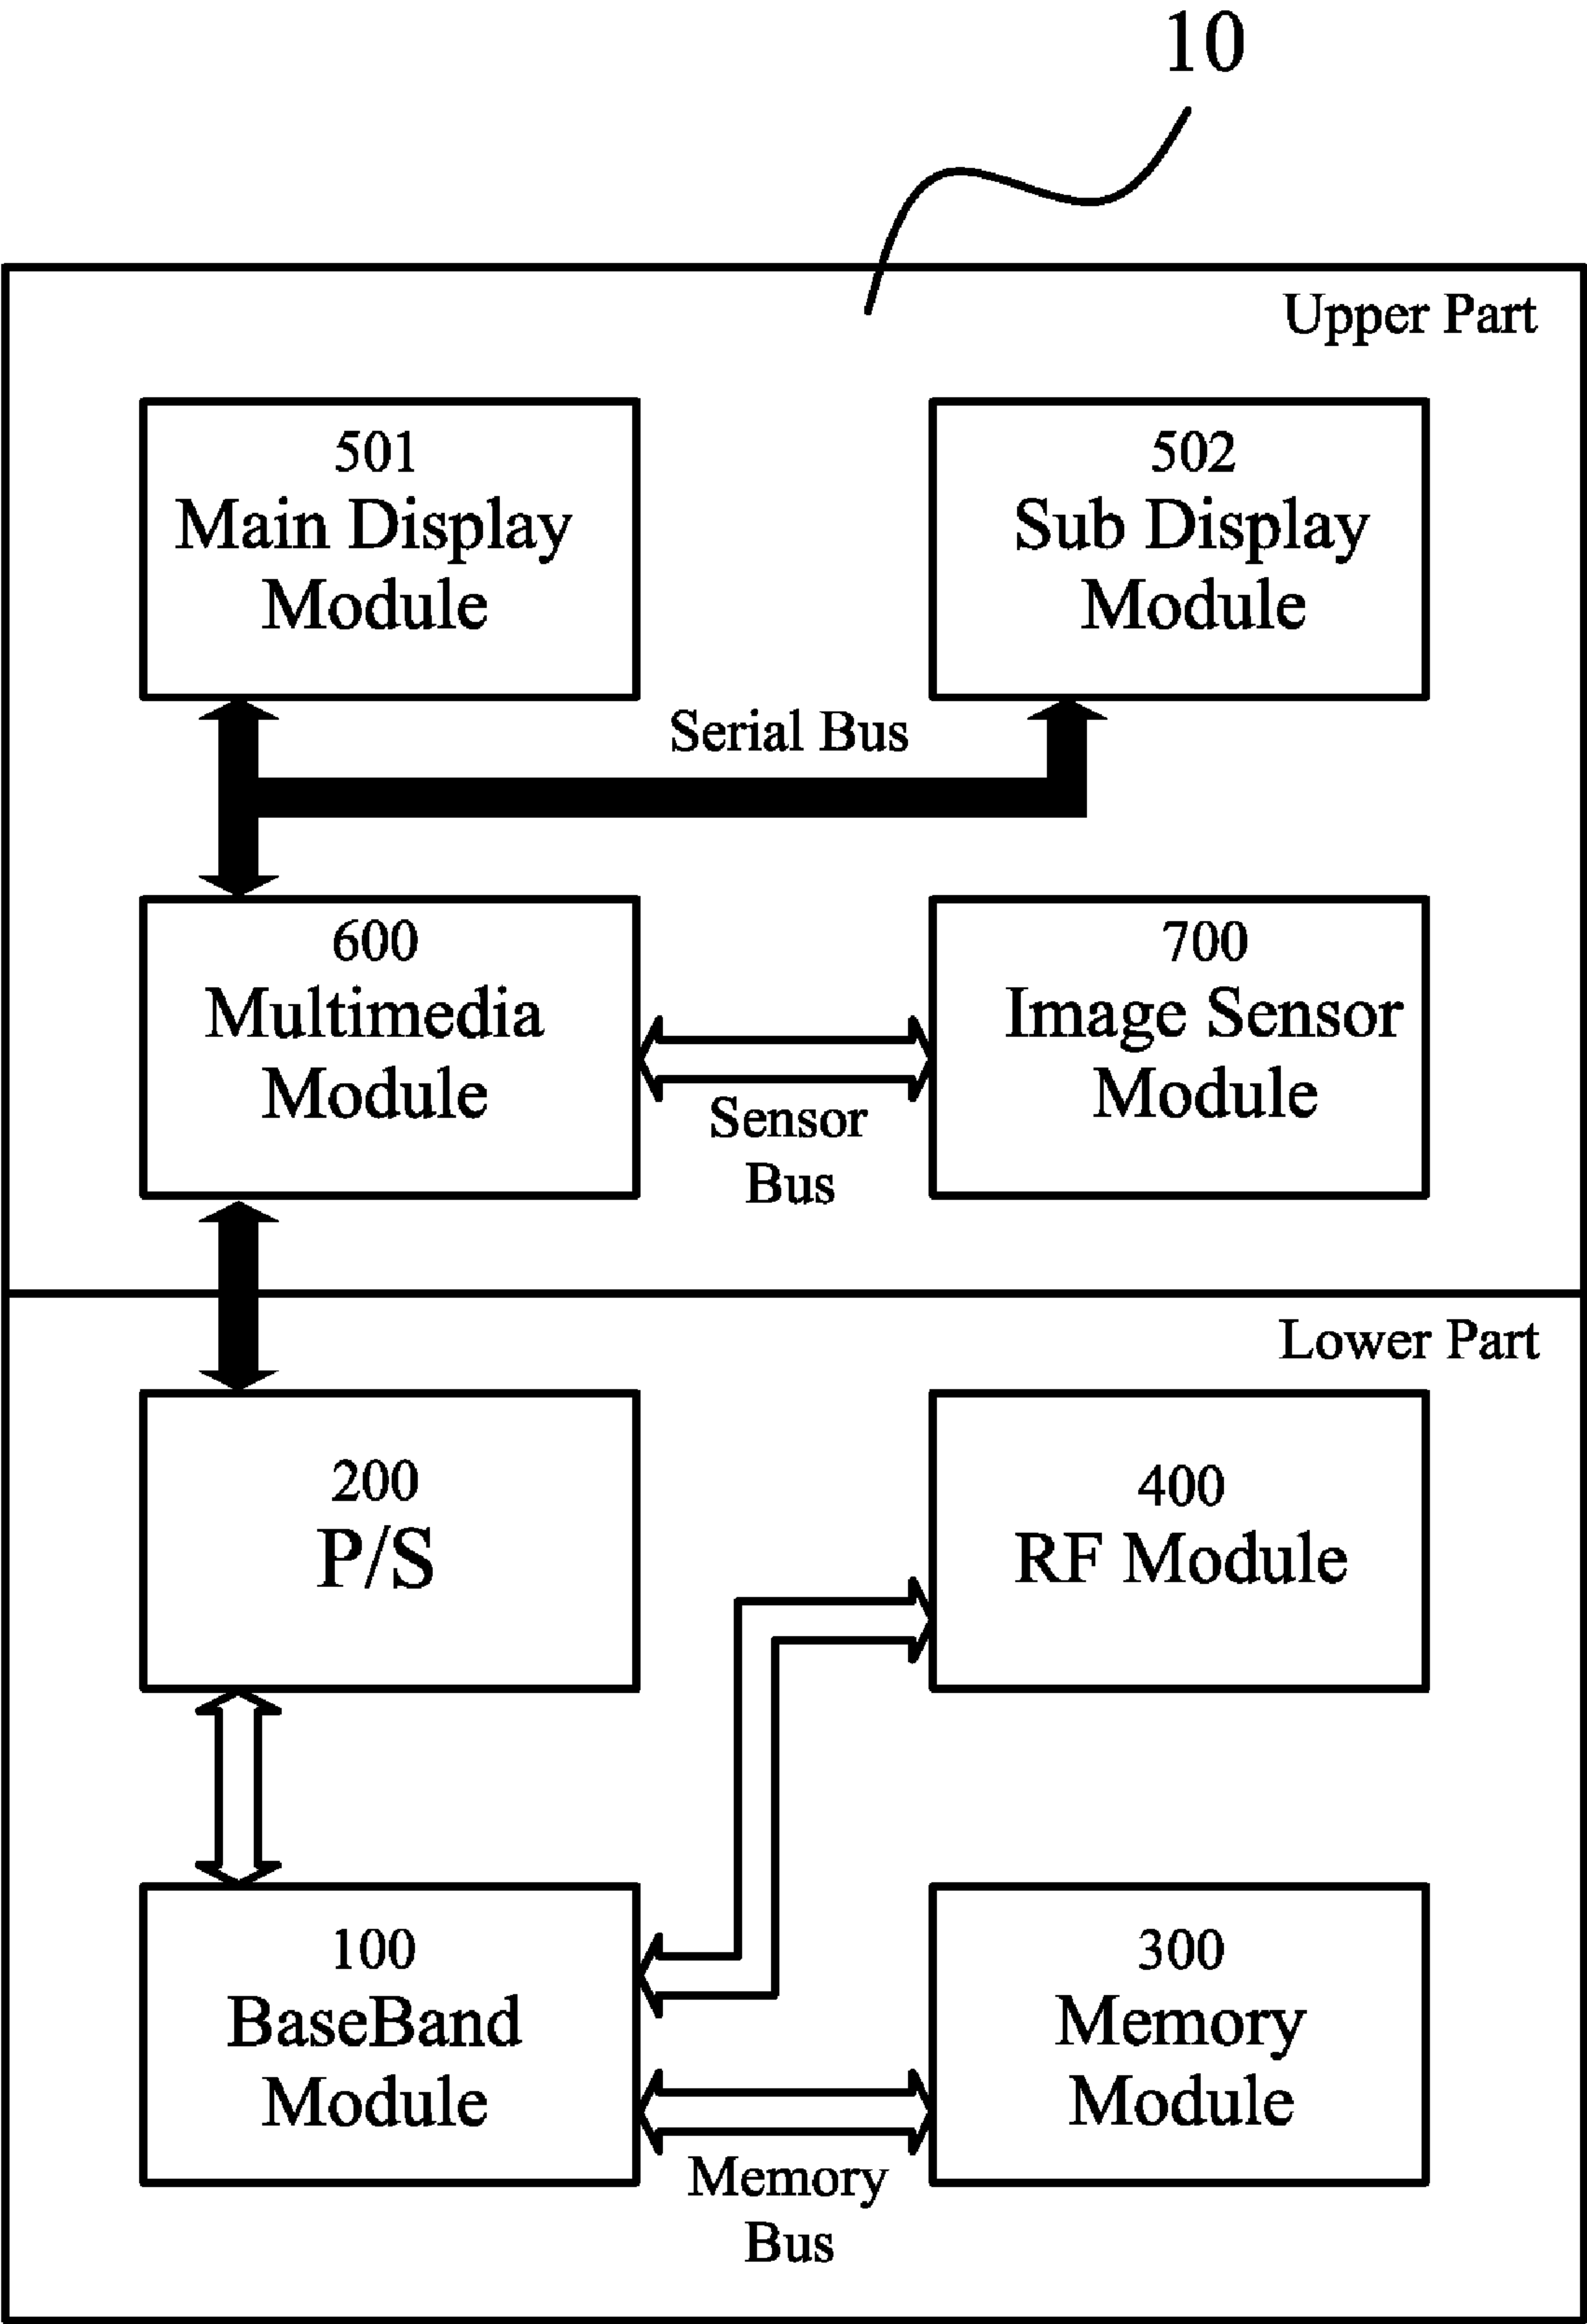 10
Upper Part
501
Main Display
Module
502
Sub Display
Module
Serial Bus
600
Multimedia
Module
700
Image Sensor
Module
Sensor
Bus
Lower Part
200
P/S
400
RF Module
100
BaseBand
Module
300
Memory
Module
Memory
Bus